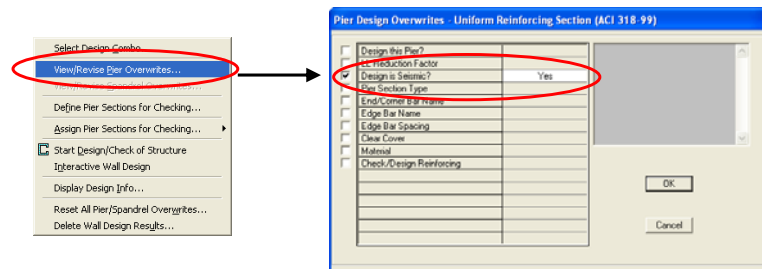 Select Design Combo...
View/Revise Pier Overwrites...
View/Revise Spandrel Overwrites...
Define Pier Sections for Checking...
Assign Pier Sections for Checking...
Start Design/Check of Structure
Interactive Wall Design
Display Design Info...
Reset All Pier/Spandrel Overwrites...
Delete Wall Design Results...
Pier Design Overwrites - Uniform Reinforcing Section (ACI 318-99)
Design this Pier?
LL Reduction Factor
Design is Seismic? Yes
Pier Section Type
End/Corner Bar Name
Edge Bar Name
Edge Bar Spacing
Clear Cover
Material
Check/Design Reinforcing
OK
Cancel